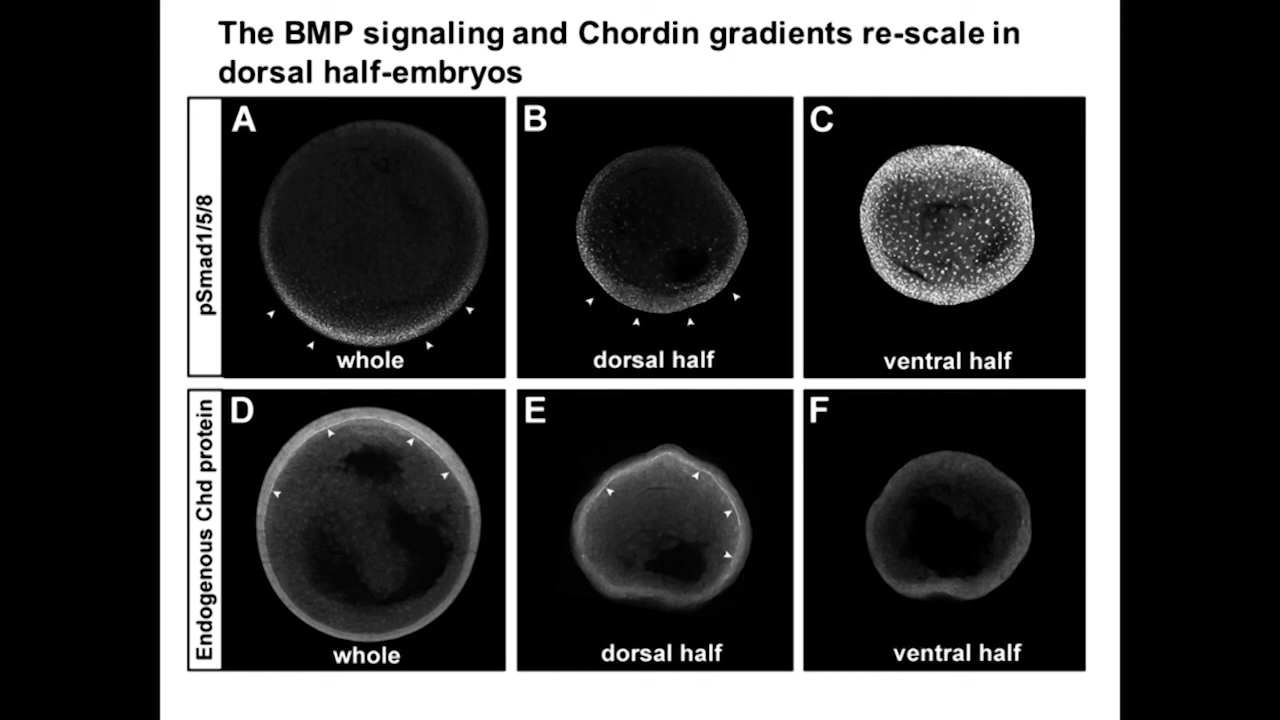 The BMP signaling and Chordin gradients re-scale in
dorsal half-embryos
pSmad1/5/8
A
whole
B
dorsal half
C
ventral half
Endogenous Chd protein
D
whole
E
dorsal half
F
ventral half